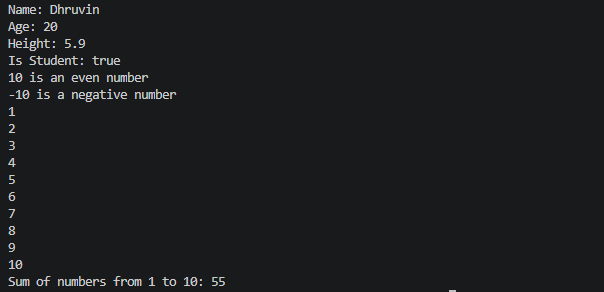 Name: Dhruvin
Age: 20
Height: 5.9
Is Student: true
10 is an even number
-10 is a negative number
1
2
3
4
5
6
7
8
9
10
Sum of numbers from 1 to 10: 55